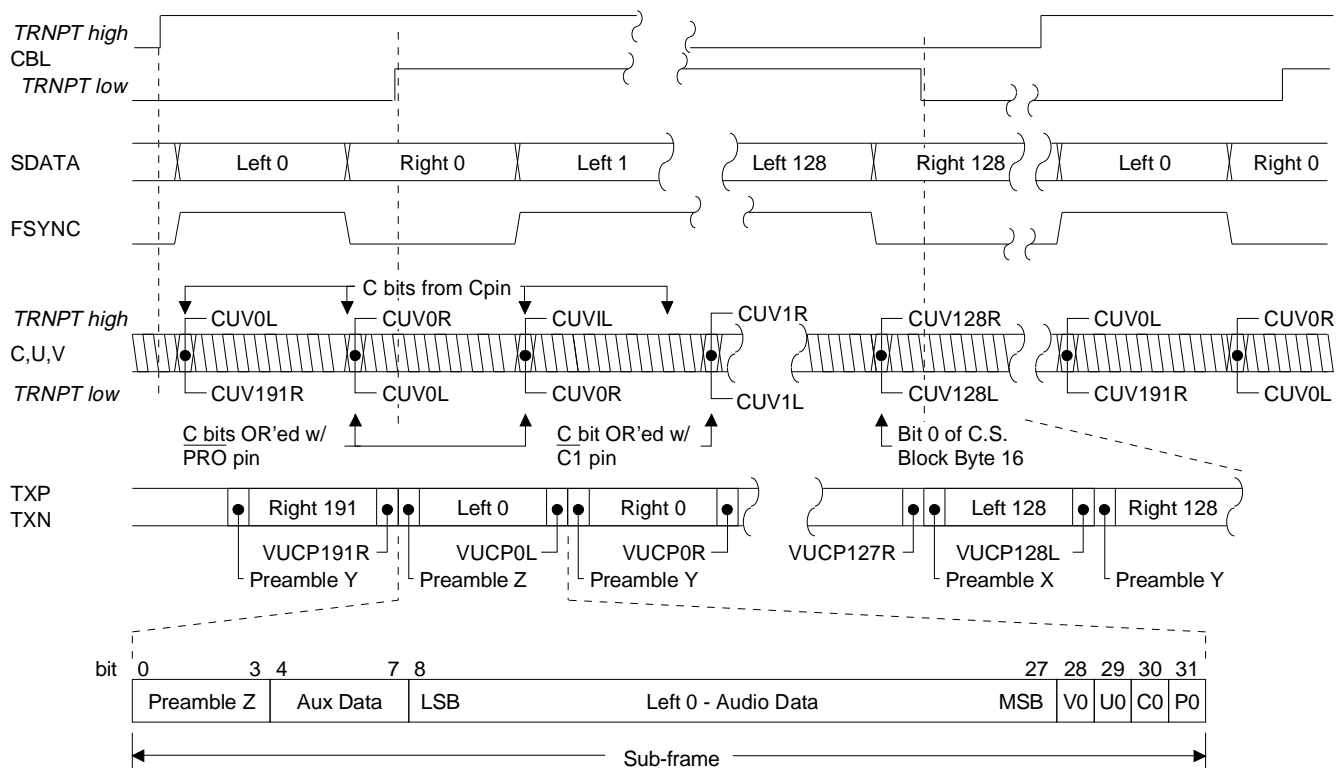 TRNPT high
CBL
TRNPT low
SDATA
Left 0
Right 0
Left 1
Left 128
Right 128
Left 0
Right 0
FSYNC
C bits from Cpin
TRNPT high
CUV0L
CUV0R
CUVIL
CUV1R
CUV128R
CUV0L
CUV0R
C,U,V
TRNPT low
CUV191R
CUV0L
CUV0R
CUV1L
CUV128L
CUV191R
CUV0L
C bits OR'ed w/
PRO pin
C bit OR'ed w/
C1 pin
Bit 0 of C.S.
Block Byte 16
TXP
TXN
Right 191
Left 0
Right 0
Left 128
Right 128
VUCP191R
VUCP0L
VUCP0R
VUCP127R
VUCP128L
Preamble Y
Preamble Z
Preamble Y
Preamble X
Preamble Y
bit 0 3 4 7 8 27 28 29 30 31
Preamble Z Aux Data LSB Left 0 - Audio Data MSB V0 U0 C0 P0
Sub-frame